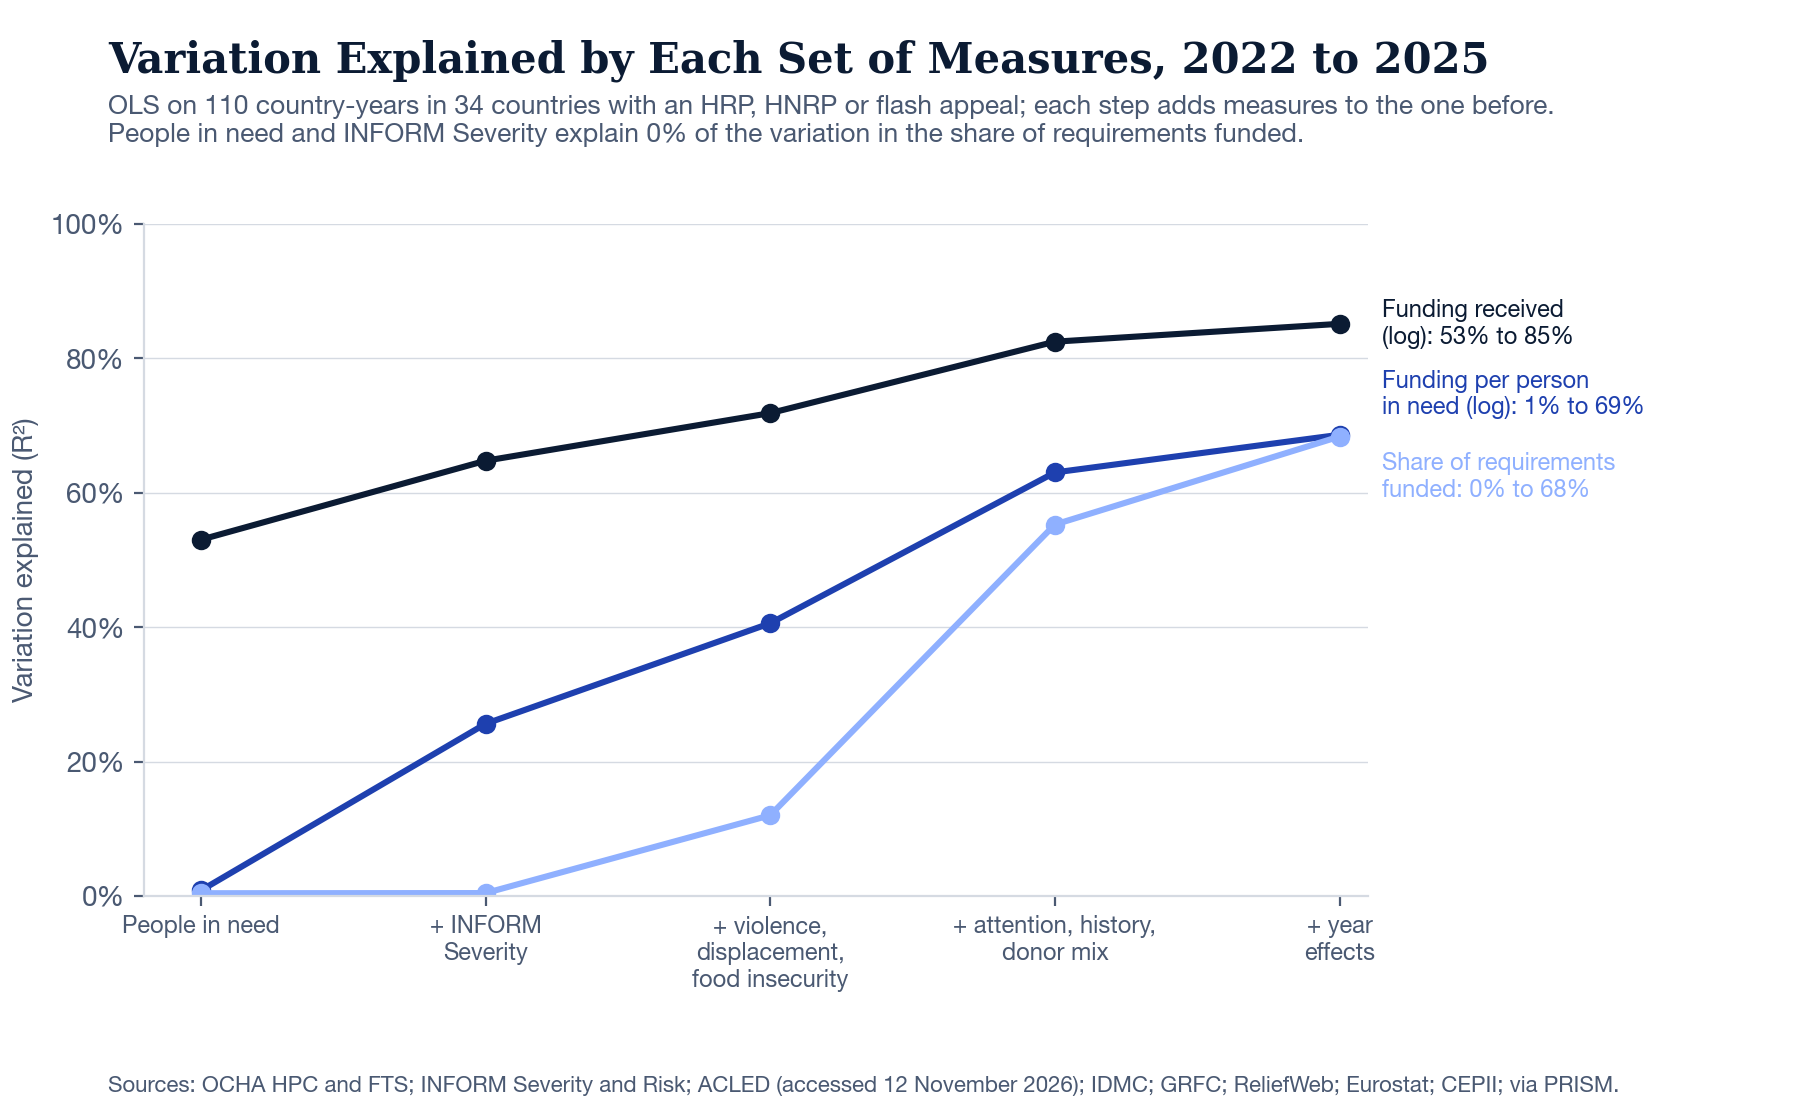 Variation Explained by Each Set of Measures, 2022 to 2025
OLS on 110 country-years in 34 countries with an HRP, HNRP or flash appeal; each step adds measures to the one before.
People in need and INFORM Severity explain 0% of the variation in the share of requirements funded.
Variation explained (R²)
100%
80%
60%
40%
20%
0%
Funding received
(log): 53% to 85%
Funding per person
in need (log): 1% to 69%
Share of requirements
funded: 0% to 68%
People in need
+ INFORM
Severity
+ violence,
displacement,
food insecurity
+ attention, history,
donor mix
+ year
effects
Sources: OCHA HPC and FTS; INFORM Severity and Risk; ACLED (accessed 12 November 2026); IDMC; GRFC; ReliefWeb; Eurostat; CEPII; via PRISM.